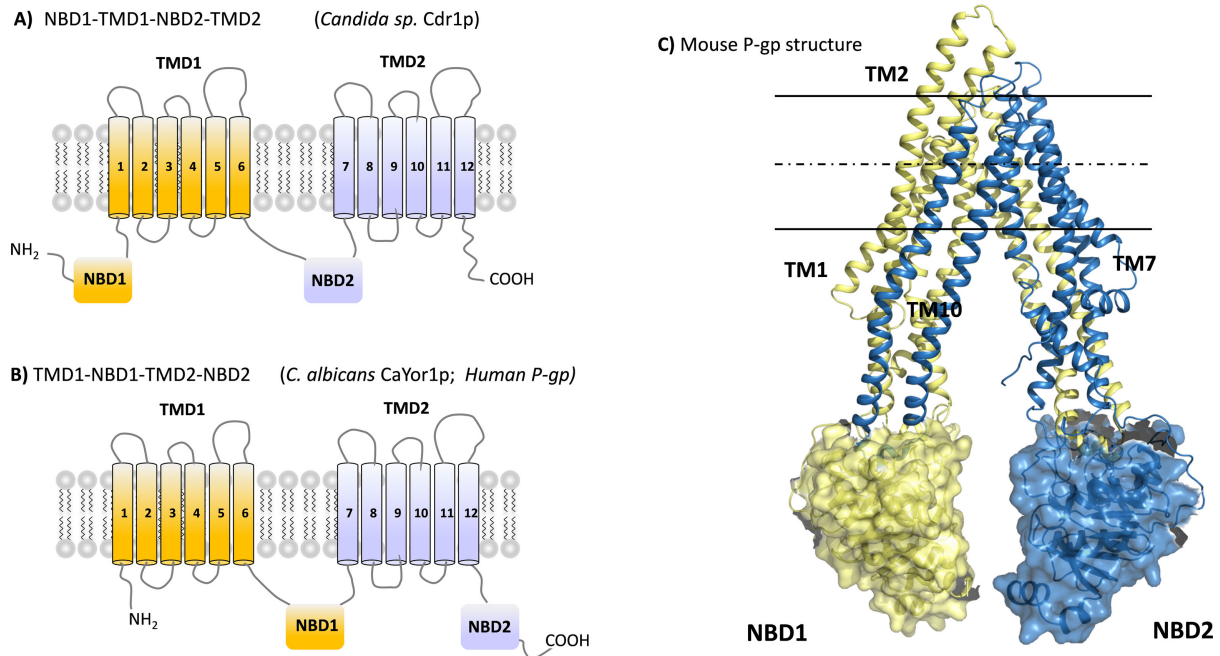 A) NBD1-TMD1-NBD2-TMD2 (Candida sp. Cdr1p)
TMD1 TMD2
1 2 3 4 5 6 7 8 9 10 11 12
NH2
NBD1 NBD2 COOH
B) TMD1-NBD1-TMD2-NBD2 (C. albicans CaYor1p; Human P-gp)
TMD1 TMD2
1 2 3 4 5 6 7 8 9 10 11 12
NH2
NBD1 NBD2 COOH
C) Mouse P-gp structure
TM2
TM1 TM7
TM10
NBD1 NBD2